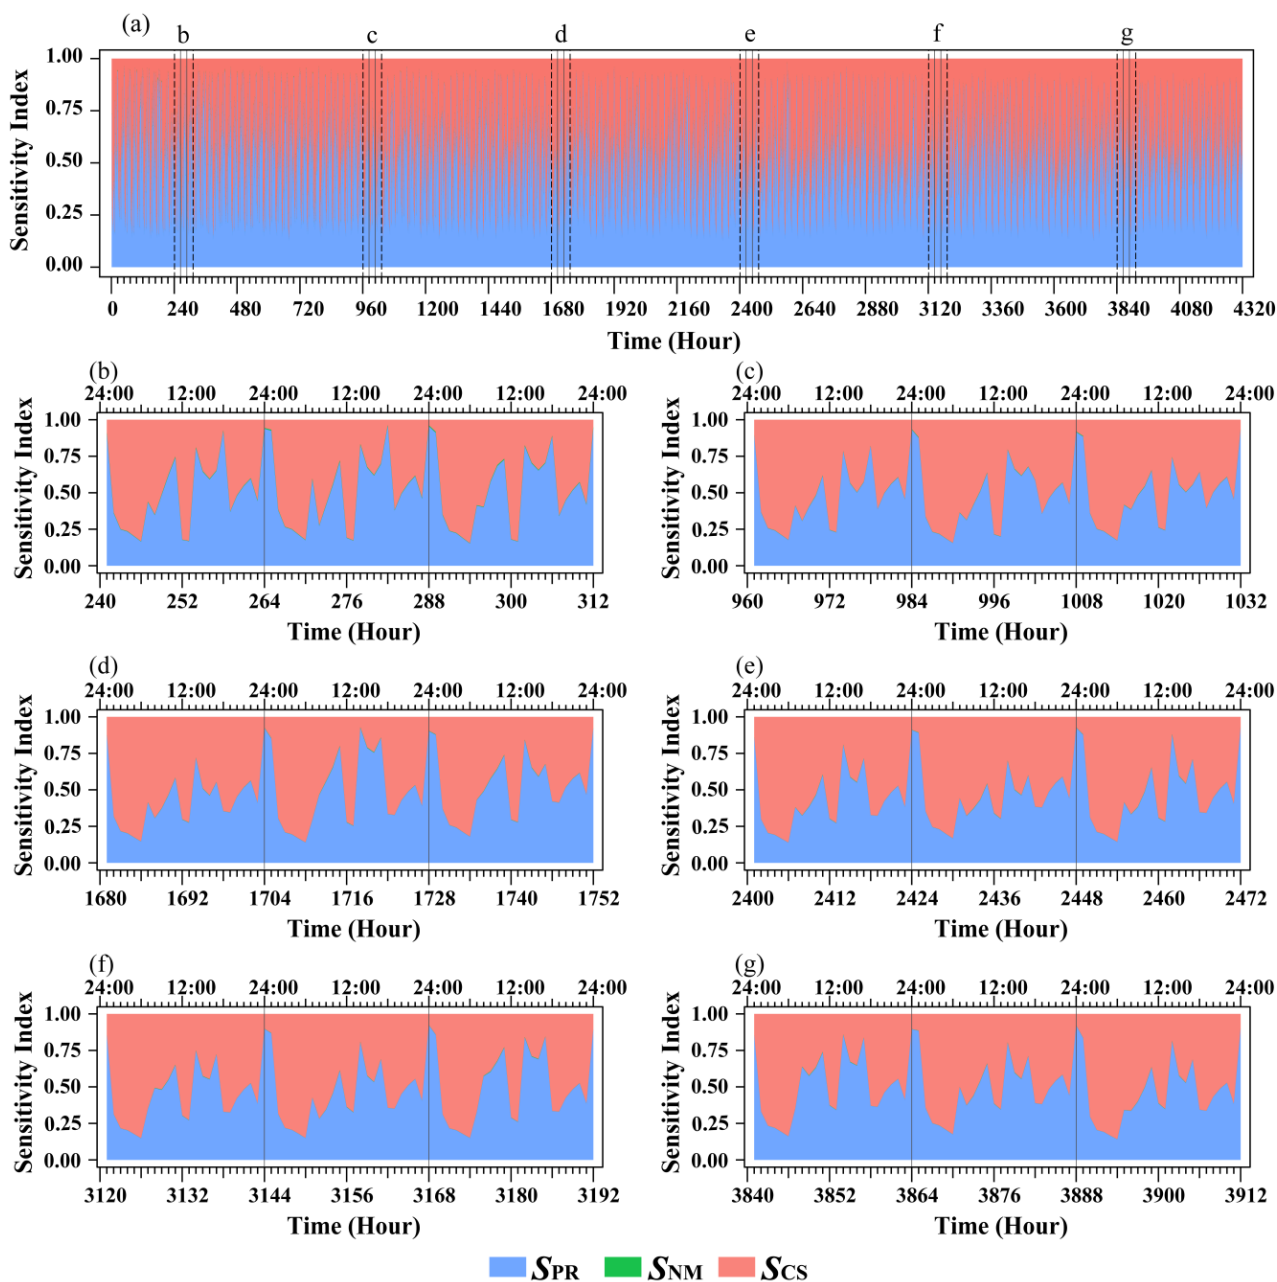 (a)
b c d e f g
1.00
0.75
0.50
0.25
0.00
Sensitivity Index
0 240 480 720 960 1200 1440 1680 1920 2160 2400 2640 2880 3120 3360 3600 3840 4080 4320
Time (Hour)
(b)
24:00 12:00 24:00 12:00 24:00 12:00 24:00
1.00
0.75
0.50
0.25
0.00
Sensitivity Index
240 252 264 276 288 300 312
Time (Hour)
(c)
24:00 12:00 24:00 12:00 24:00 12:00 24:00
1.00
0.75
0.50
0.25
0.00
Sensitivity Index
960 972 984 996 1008 1020 1032
Time (Hour)
(d)
24:00 12:00 24:00 12:00 24:00 12:00 24:00
1.00
0.75
0.50
0.25
0.00
Sensitivity Index
1680 1692 1704 1716 1728 1740 1752
Time (Hour)
(e)
24:00 12:00 24:00 12:00 24:00 12:00 24:00
1.00
0.75
0.50
0.25
0.00
Sensitivity Index
2400 2412 2424 2436 2448 2460 2472
Time (Hour)
(f)
24:00 12:00 24:00 12:00 24:00 12:00 24:00
1.00
0.75
0.50
0.25
0.00
Sensitivity Index
3120 3132 3144 3156 3168 3180 3192
Time (Hour)
(g)
24:00 12:00 24:00 12:00 24:00 12:00 24:00
1.00
0.75
0.50
0.25
0.00
Sensitivity Index
3840 3852 3864 3876 3888 3900 3912
Time (Hour)
SPR SNM SCS